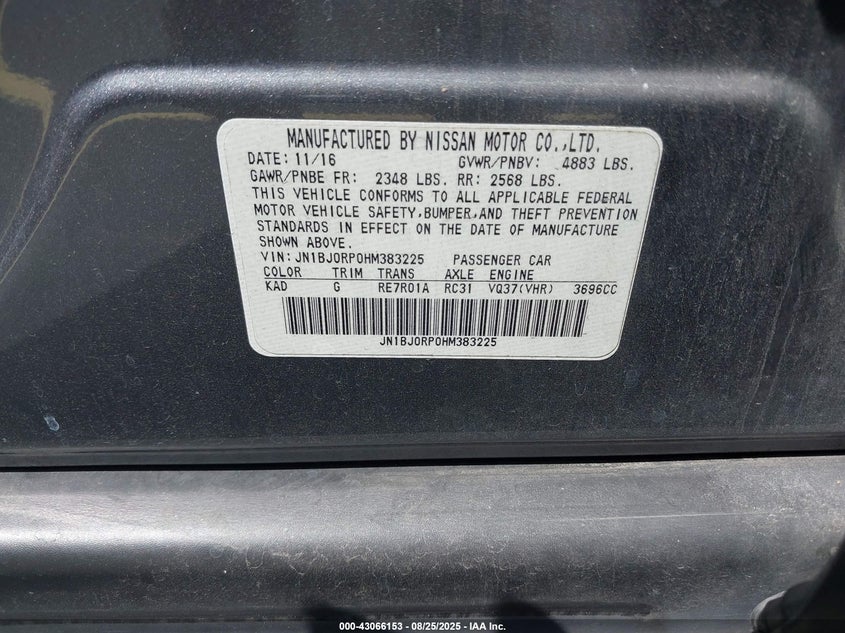 MANUFACTURED BY NISSAN MOTOR CO.,LTD.
DATE: 11/16 GVWR/PNBV: 4883 LBS.
GAWR/PNBE FR: 2348 LBS. RR: 2568 LBS.
THIS VEHICLE CONFORMS TO ALL APPLICABLE FEDERAL
MOTOR VEHICLE SAFETY,BUMPER,AND THEFT PREVENTION
STANDARDS IN EFFECT ON THE DATE OF MANUFACTURE
SHOWN ABOVE.
VIN: JN1BJ0RP0HM383225 PASSENGER CAR
COLOR TRIM TRANS AXLE ENGINE
KAD G RE7R01A RC31 VQ37(VHR) 3696CC
JN1BJ0RP0HM383225
000-43066153 - 08/25/2025 - IAA Inc.